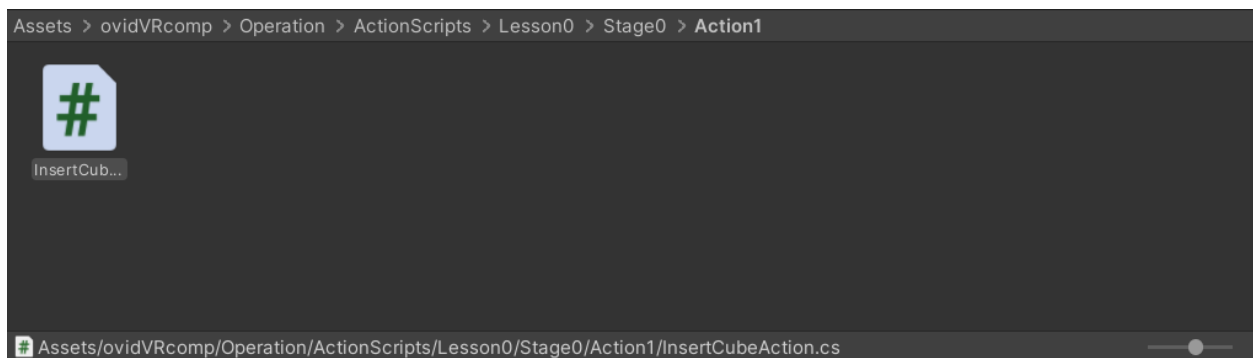 Assets > ovidVRcomp > Operation > ActionScripts > Lesson0 > Stage0 > Action1
#
InsertCub...
# Assets/ovidVRcomp/Operation/ActionScripts/Lesson0/Stage0/Action1/InsertCubeAction.cs